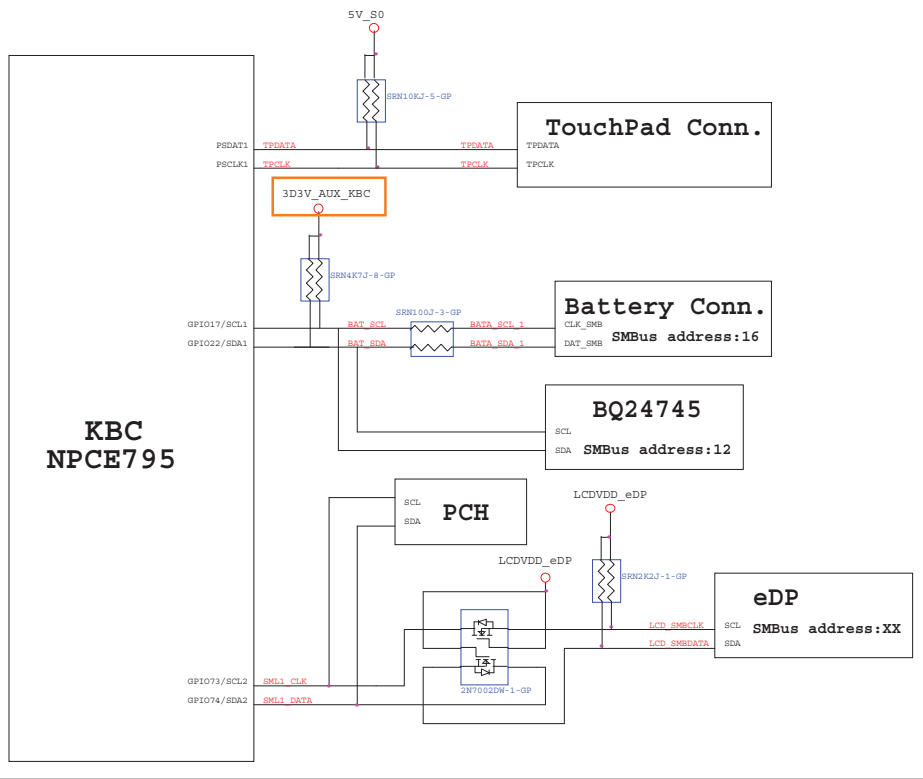 5V_S0
SRN10KJ-5-GP
TouchPad Conn.
PSDAT1 TPDATA TPDATA TPDATA
PSCLK1 TPCLK TPCLK TPCLK
3D3V_AUX_KBC
SRN4K7J-8-GP
Battery Conn.
SRN100J-3-GP
GPIO17/SCL1 BAT_SCL BATA_SCL_1 CLK_SMB
SMBus address:16
GPIO22/SDA1 BAT_SDA BATA_SDA_1 DAT_SMB
BQ24745
SCL
SDA SMBus address:12
KBC
NPCE795
SCL
SDA
PCH
LCDVDD_eDP
LCDVDD_eDP
SRN2K2J-1-GP
eDP
LCD_SMBCLK SCL SMBus address:XX
LCD_SMBDATA SDA
GPIO73/SCL2 SML1_CLK
2N7002DW-1-GP
GPIO74/SDA2 SML1_DATA